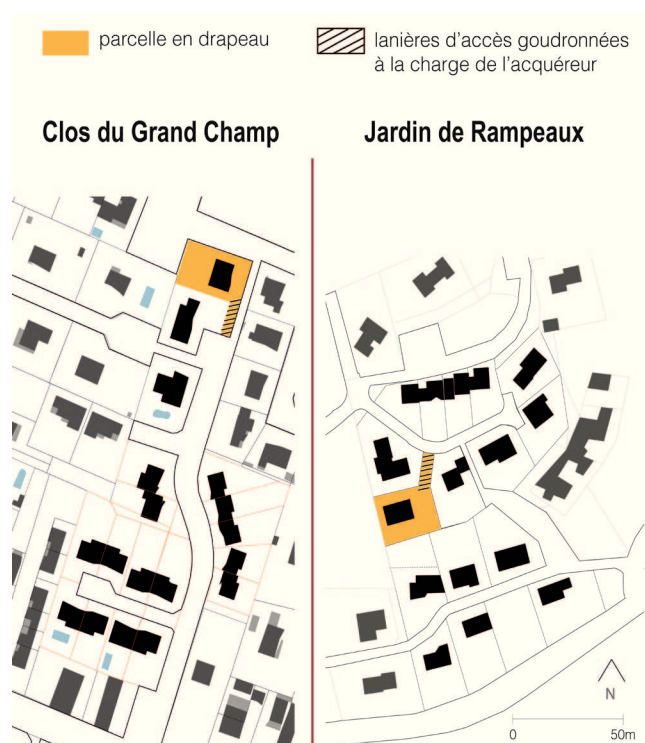 parcelle en drapeau
lanières d'accès goudronnées
à la charge de l'acquéreur
Clos du Grand Champ
Jardin de Rampeaux
N
0 50m